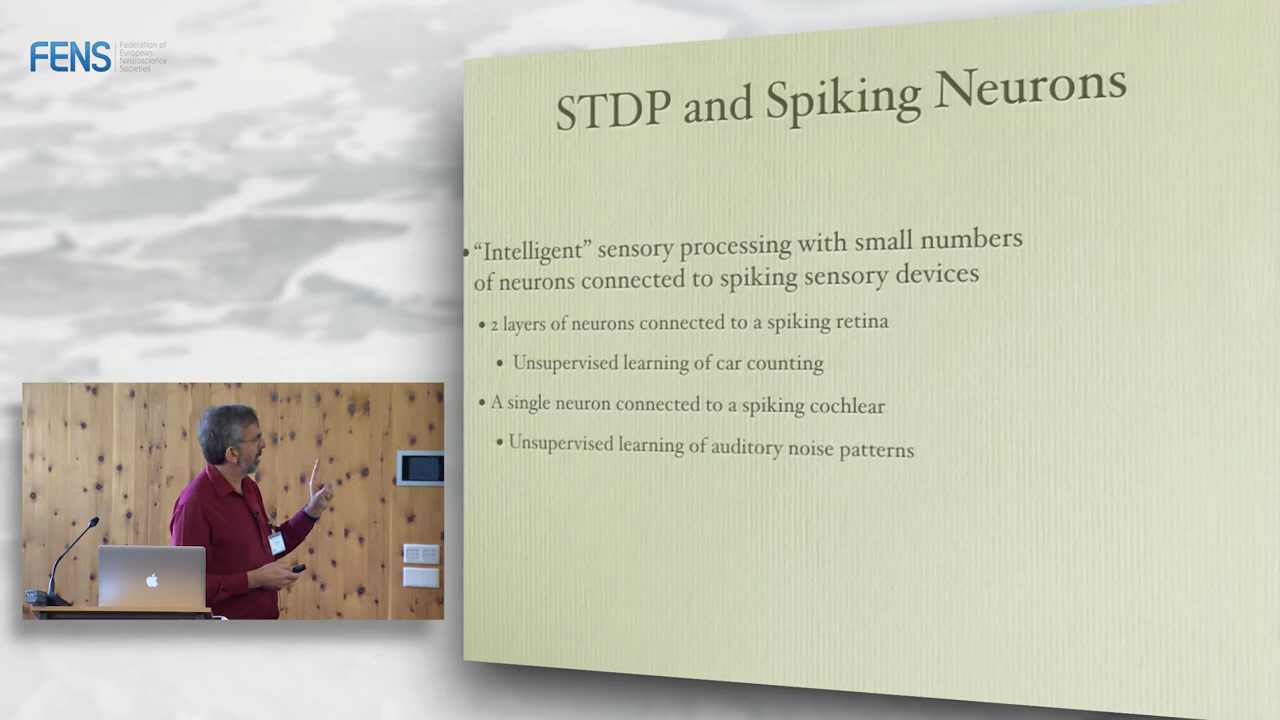 FENS
Federation of
European
Neuroscience
Societies
STDP and Spiking Neurons
• “Intelligent” sensory processing with small numbers
of neurons connected to spiking sensory devices
• 2 layers of neurons connected to a spiking retina
• Unsupervised learning of car counting
• A single neuron connected to a spiking cochlear
• Unsupervised learning of auditory noise patterns